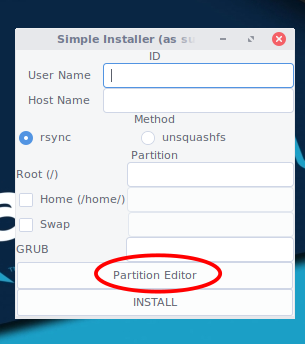 Simple Installer (as su
ID
User Name
Host Name
Method
rsync unsquashfs
Partition
Root (/)
Home (/home/)
Swap
GRUB
Partition Editor
INSTALL